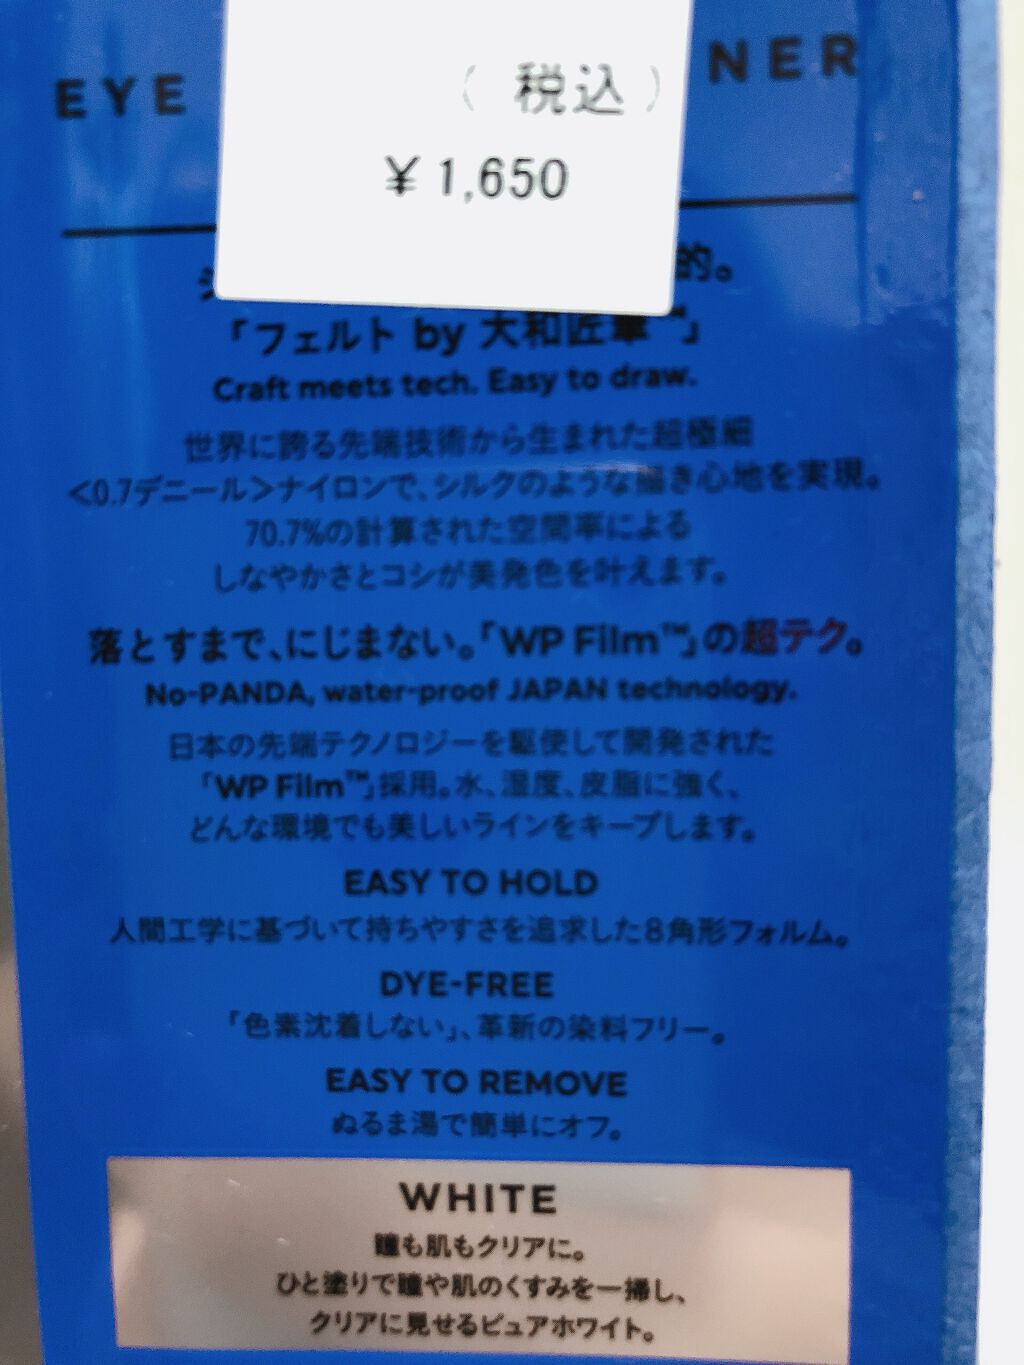 EYE NER
（ 税込）
￥1,650
的。
「フェルト by 大和匠筆™」
Craft meets tech. Easy to draw.
世界に誇る先端技術から生まれた超極細
<0.7デニール>ナイロンで、シルクのような描き心地を実現。
70.7%の計算された空間率による
しなやかさとコシが美発色を叶えます。
落とすまで、にじまない。「WP Film™」の超テク。
No-PANDA, water-proof JAPAN technology.
日本の先端テクノロジーを駆使して開発された
「WP Film™」採用。水、湿度、皮脂に強く、
どんな環境でも美しいラインをキープします。
EASY TO HOLD
人間工学に基づいて持ちやすさを追求した8角形フォルム。
DYE-FREE
「色素沈着しない」、革新の染料フリー。
EASY TO REMOVE
ぬるま湯で簡単にオフ。
WHITE
瞳も肌もクリアに。
ひと塗りで瞳や肌のくすみを一掃し、
クリアに見せるピュアホワイト。